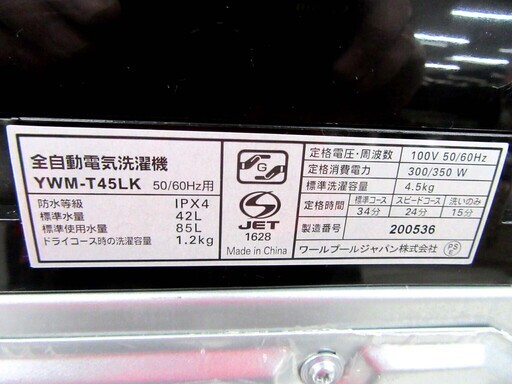 全自動電気洗濯機
YWM-T45LK 50/60Hz用
防水等級 IPX4
標準水量 42L
標準使用水量 85L
ドライコース時の洗濯容量 1.2kg
G
JET
1628
Made in China
定格電圧・周波数 100V 50/60Hz
定格消費電力 300/350 W
標準洗濯容量 4.5kg
定格時間 標準コース 34分 スピードコース 24分 洗いのみ 15分
製造番号 200536
ワールプールジャパン株式会社 PS E